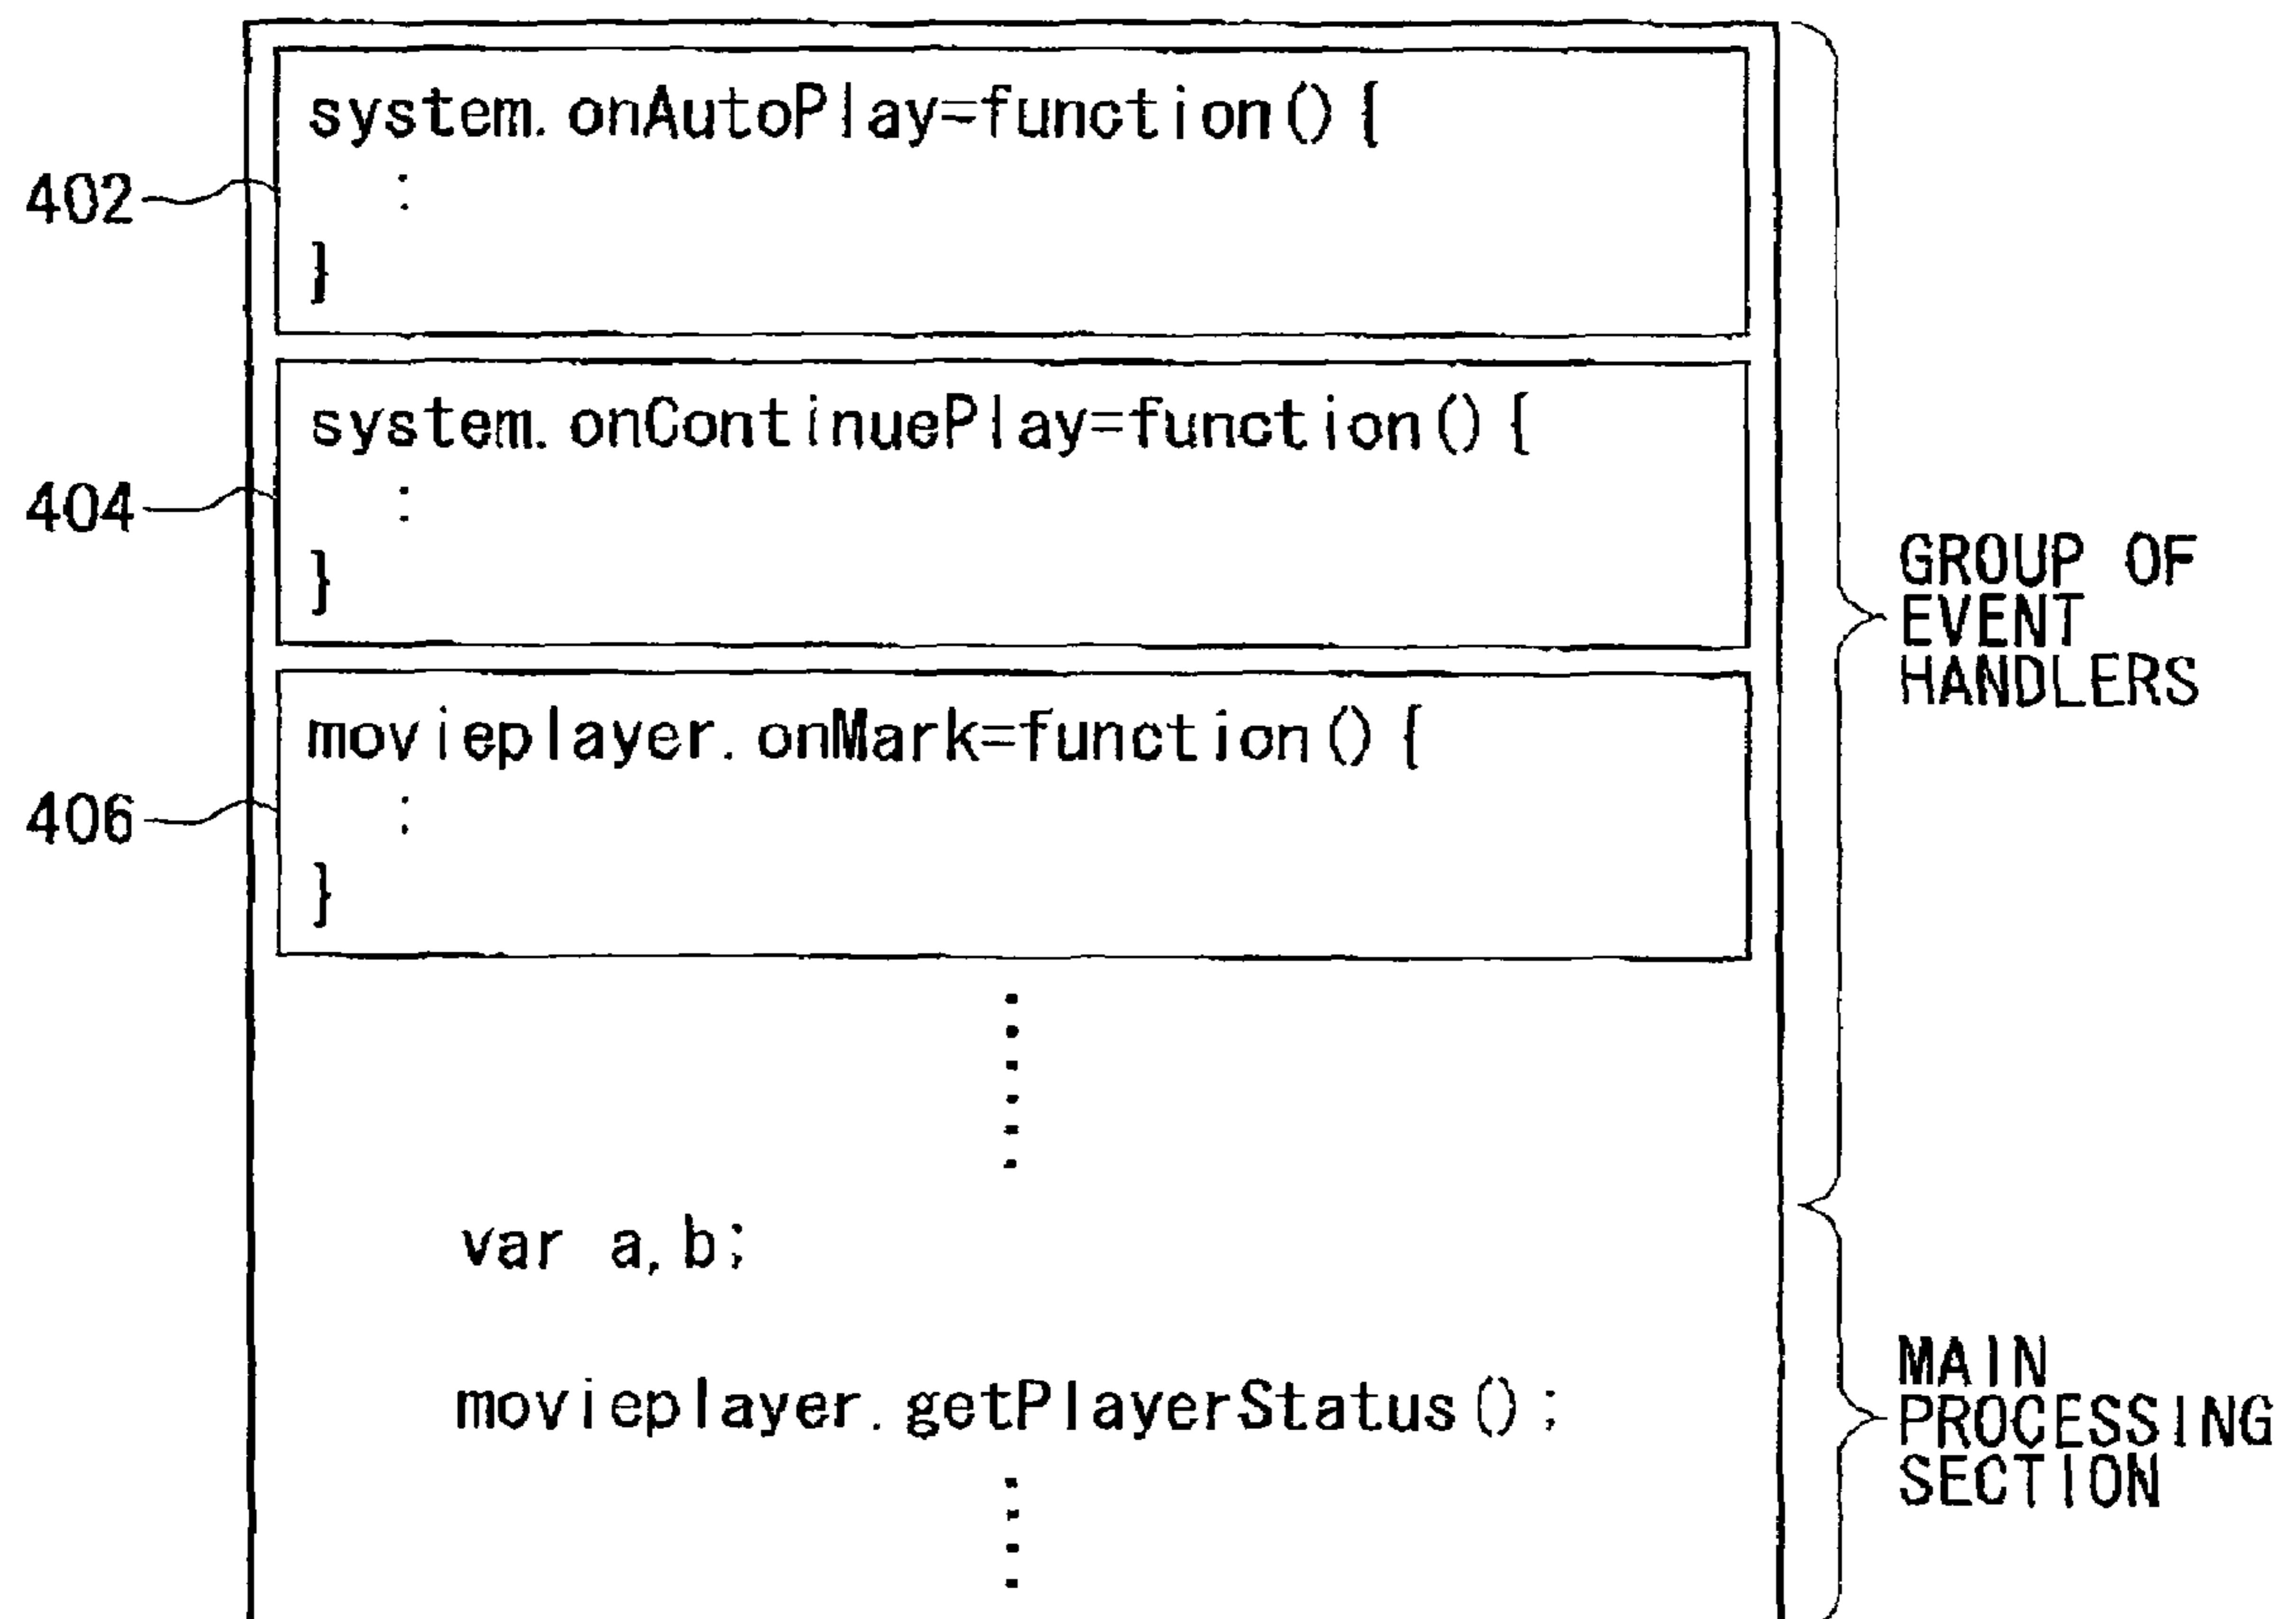 system.onAutoPlay=function(){
:
}
402
system.onContinuePlay=function(){
:
}
404
movieplayer.onMark=function(){
:
}
406
GROUP OF
EVENT
HANDLERS
var a,b;
movieplayer.getPlayerStatus();
MAIN
PROCESSING
SECTION